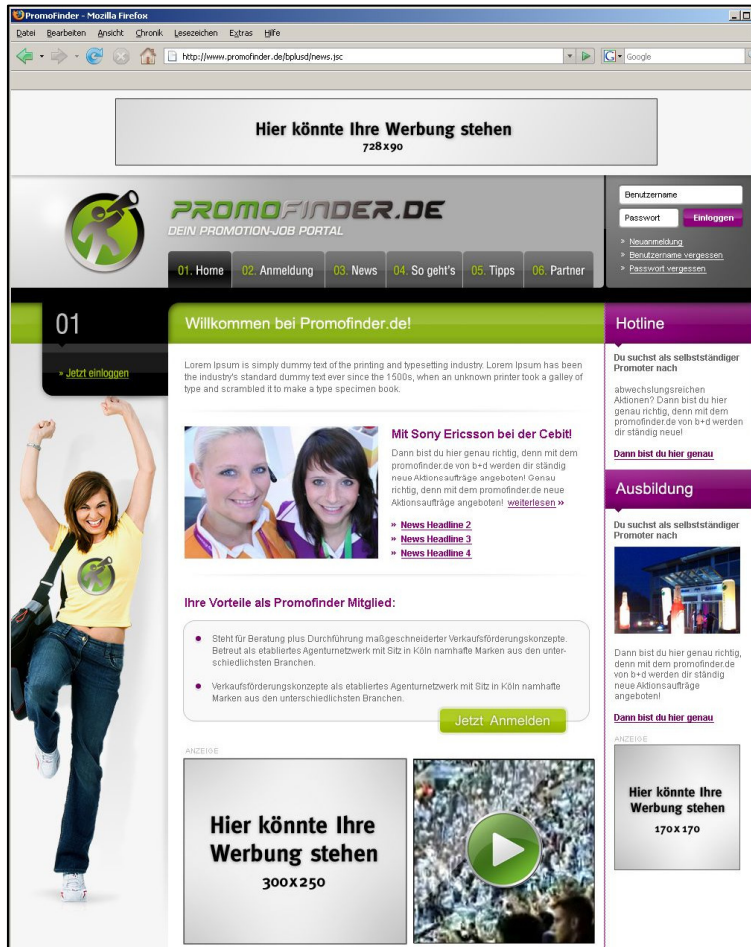 PromoFinder - Mozilla Firefox
Datei Bearbeiten Ansicht Chronik Lesezeichen Extras Hilfe
http://www.promofinder.de/bplusd/news.jsc
Google
Hier könnte Ihre Werbung stehen
728x90
PROMOFINDER.DE
DEIN PROMOTION-JOB PORTAL
Benutzername
Passwort Einloggen
» Neuanmeldung
» Benutzername vergessen
» Passwort vergessen
01. Home 02. Anmeldung 03. News 04. So geht's 05. Tipps 06. Partner
01
» Jetzt einloggen
Willkommen bei Promofinder.de!
Lorem Ipsum is simply dummy text of the printing and typesetting industry. Lorem Ipsum has been
the industry's standard dummy text ever since the 1500s, when an unknown printer took a galley of
type and scrambled it to make a type specimen book.
Mit Sony Ericsson bei der Cebit!
Dann bist du hier genau richtig, denn mit dem
promofinder.de von b+d werden dir ständig
neue Aktionsaufträge angeboten! Genau
richtig, denn mit dem promofinder.de neue
Aktionsaufträge angeboten! weiterlesen »
» News Headline 2
» News Headline 3
» News Headline 4
Ihre Vorteile als Promofinder Mitglied:
• Steht für Beratung plus Durchführung maßgeschneiderter Verkaufsförderungskonzepte.
Betreut als etabliertes Agenturnetzwerk mit Sitz in Köln namhafte Marken aus den unter-
schiedlichsten Branchen.
• Verkaufsförderungskonzepte als etabliertes Agenturnetzwerk mit Sitz in Köln namhafte
Marken aus den unterschiedlichsten Branchen.
Jetzt Anmelden
ANZEIGE
Hier könnte Ihre
Werbung stehen
300x250
Hotline
Du suchst als selbstständiger
Promoter nach
abwechslungsreichen
Aktionen? Dann bist du hier
genau richtig, denn mit dem
promofinder.de von b+d werden
dir ständig neue!
Dann bist du hier genau
Ausbildung
Du suchst als selbstständiger
Promoter nach
Dann bist du hier genau richtig,
denn mit dem promofinder.de
von b+d werden dir ständig
neue Aktionsaufträge
angeboten!
Dann bist du hier genau
ANZEIGE
Hier könnte Ihre
Werbung stehen
170x170